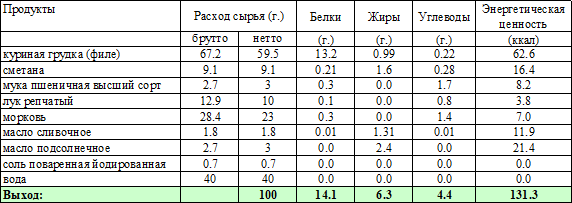 Продукты Расход сырья (г.) Белки Жиры Углеводы Энергетическая ценность
брутто нетто (г.) (г.) (г.) (ккал)
куриная грудка (филе) 67.2 59.5 13.2 0.99 0.22 62.6
сметана 9.1 9.1 0.21 1.6 0.28 16.4
мука пшеничная высший сорт 2.7 3 0.3 0.0 1.7 8.2
лук репчатый 12.9 10 0.1 0.0 0.8 3.8
морковь 28.4 23 0.3 0.0 1.4 7.0
масло сливочное 1.8 1.8 0.01 1.31 0.01 11.9
масло подсолнечное 2.7 3 0.0 2.4 0.0 21.4
соль поваренная йодированная 0.7 0.7 0.0 0.0 0.0 0.0
вода 40 40 0.0 0.0 0.0 0.0
Выход: 100 14.1 6.3 4.4 131.3